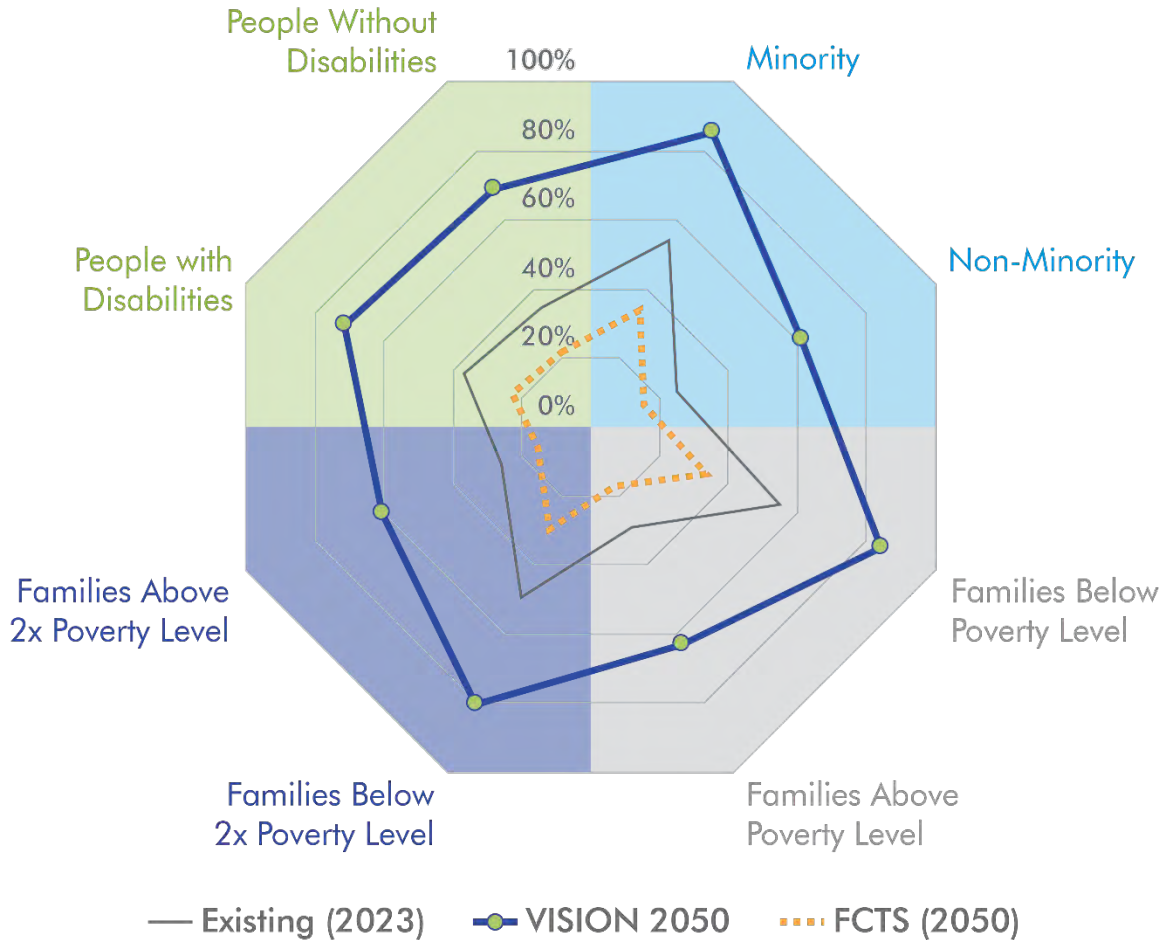 People Without
Disabilities
100%
Minority
80%
60%
People with
Disabilities
40%
Non-Minority
20%
0%
Families Above
2x Poverty Level
Families Below
Poverty Level
Families Below
2x Poverty Level
Families Above
Poverty Level
Existing (2023)
VISION 2050
FCTS (2050)